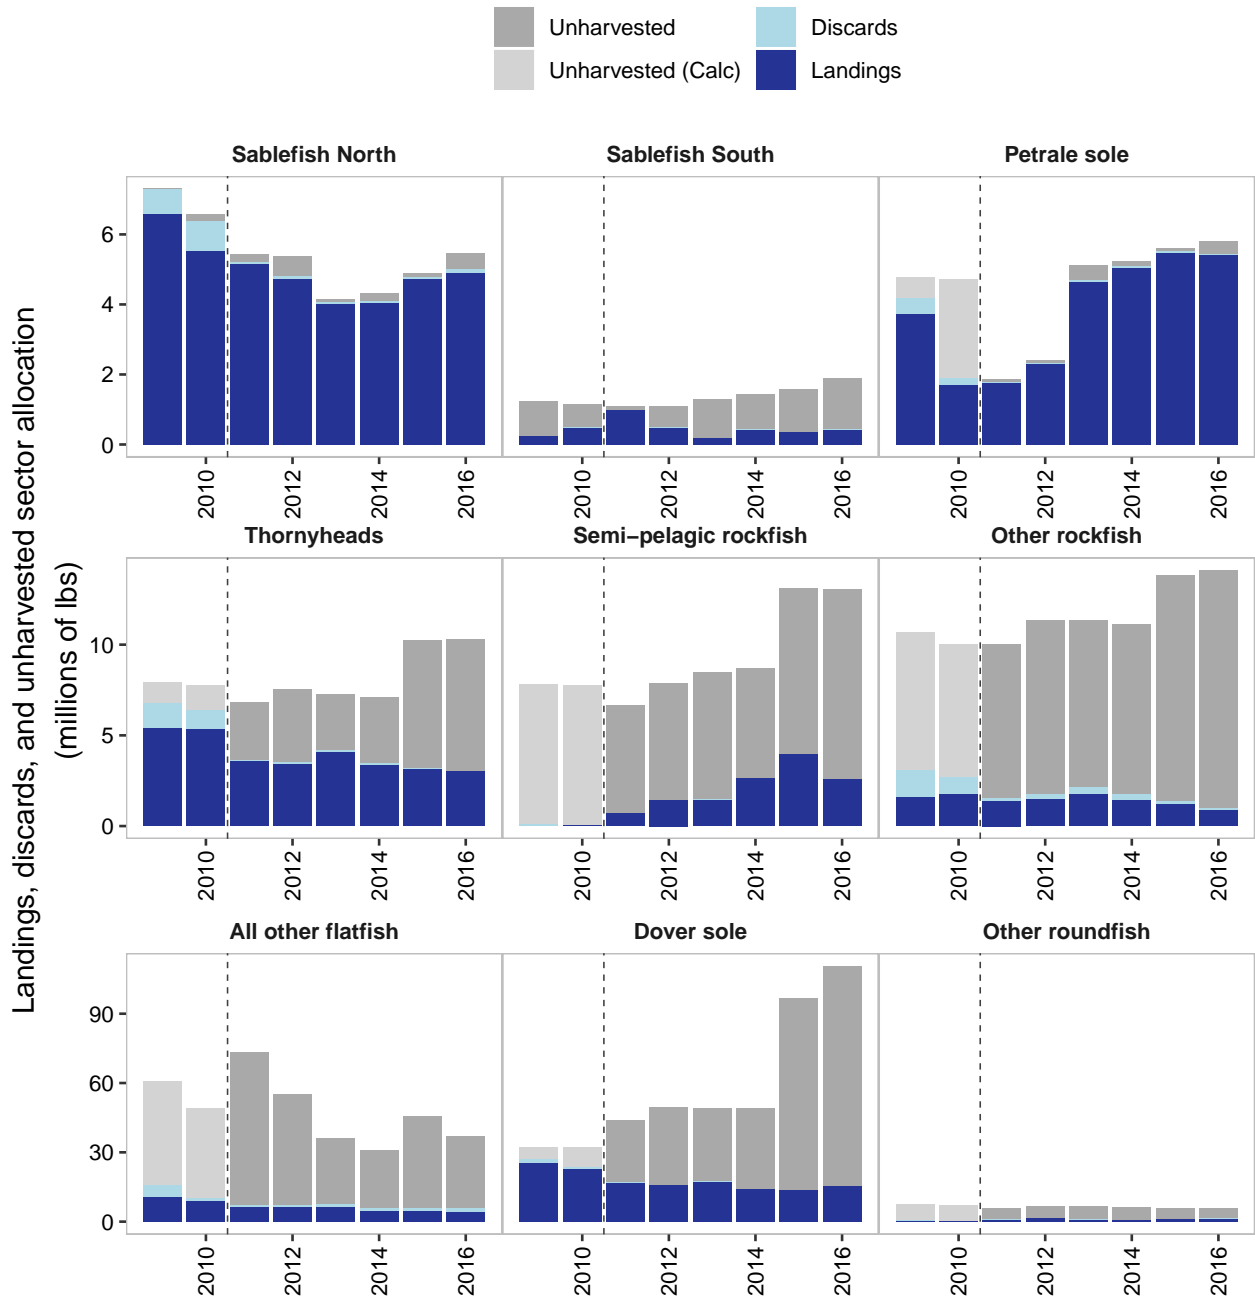 Unharvested
Discards
Unharvested (Calc)
Landings
Landings, discards, and unharvested sector allocation
(millions of lbs)
Sablefish North
Sablefish South
Petrale sole
6
4
2
0
2010 2012 2014 2016
2010 2012 2014 2016
2010 2012 2014 2016
Thornyheads
Semi−pelagic rockfish
Other rockfish
10
5
0
2010 2012 2014 2016
2010 2012 2014 2016
2010 2012 2014 2016
All other flatfish
Dover sole
Other roundfish
90
60
30
0
2010 2012 2014 2016
2010 2012 2014 2016
2010 2012 2014 2016